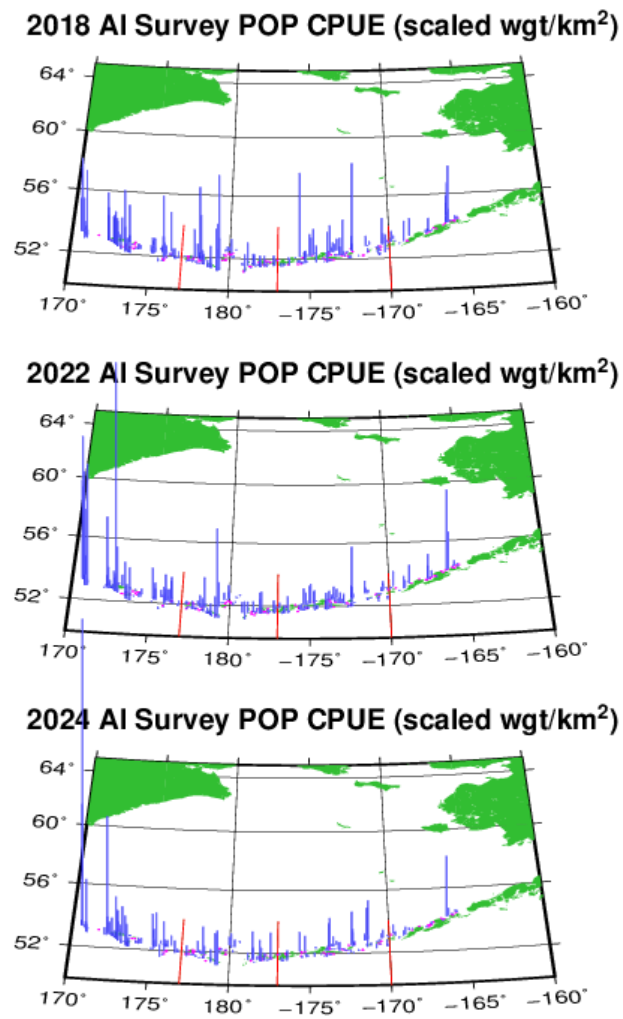 2018 AI Survey POP CPUE (scaled wgt/km²)
64°
60°
56°
52°
170° 175° 180° −175° −170° −165° −160°
2022 AI Survey POP CPUE (scaled wgt/km²)
64°
60°
56°
52°
170° 175° 180° −175° −170° −165° −160°
2024 AI Survey POP CPUE (scaled wgt/km²)
64°
60°
56°
52°
170° 175° 180° −175° −170° −165° −160°